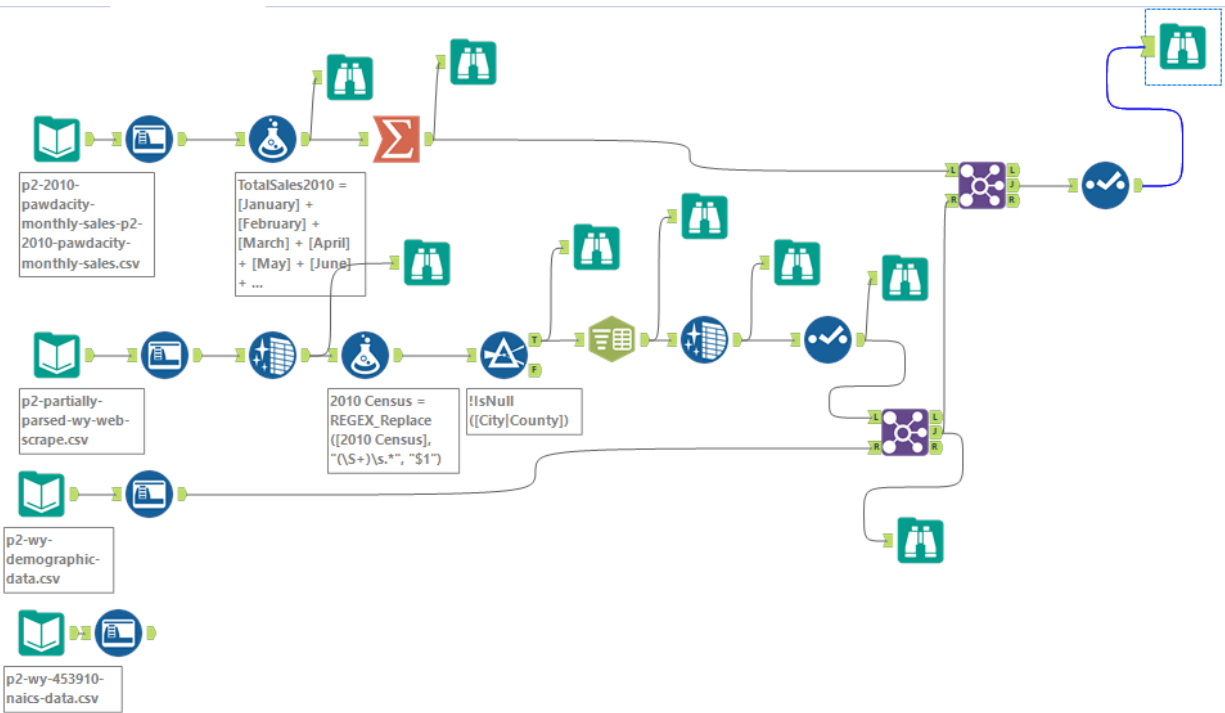 p2-2010-
pawdacity-
monthly-sales-p2-
2010-pawdacity-
monthly-sales.csv
TotalSales2010 =
[January] +
[February] +
[March] + [April]
+ [May] + [June]
+ ...
L
R
L
J
R
p2-partially-
parsed-wy-web-
scrape.csv
2010 Census =
REGEX_Replace
([2010 Census],
"(\S+)\s.*", "$1")
T
F
!IsNull
([City|County])
L
R
L
J
R
p2-wy-
demographic-
data.csv
p2-wy-453910-
naics-data.csv